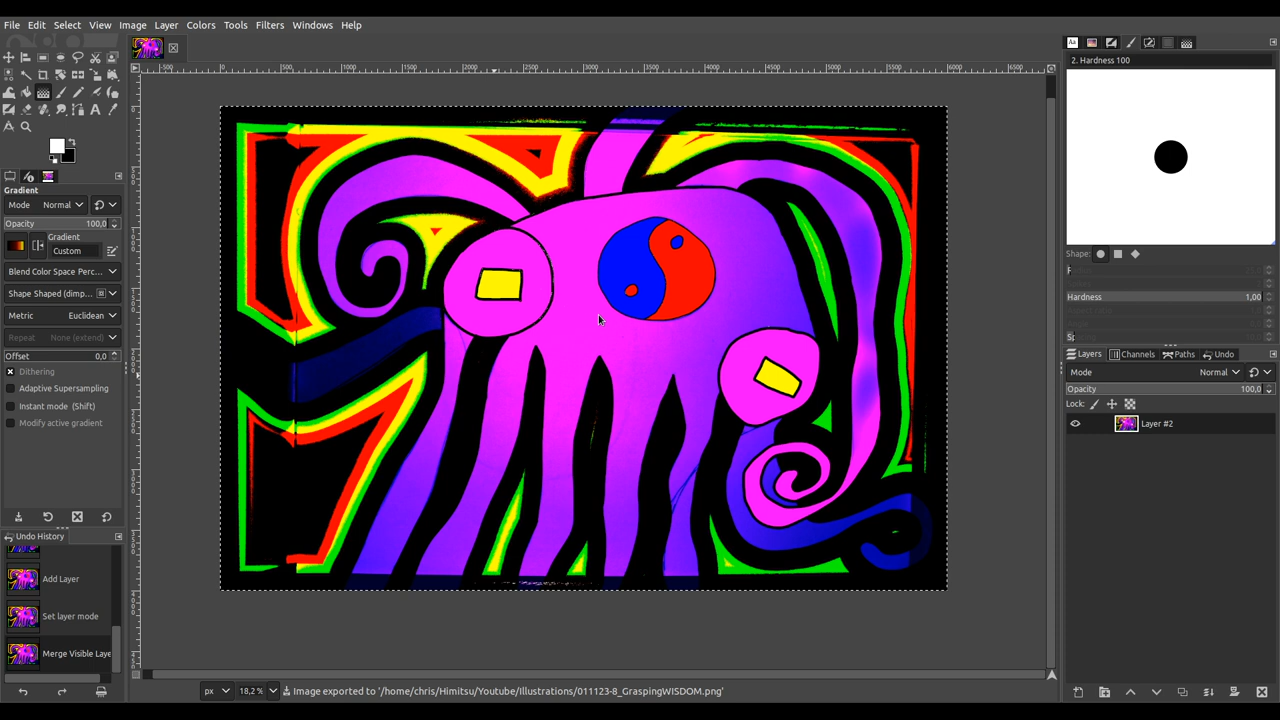 File Edit Select View Image Layer Colors Tools Filters Windows Help
2. Hardness 100
Gradient
Mode Normal
Opacity 100,0
Gradient
Custom
Blend Color Space Perc...
Shape Shaped (dimp...
Metric Euclidean
Repeat None (extend)
Offset 0,0
Dithering
Adaptive Supersampling
Instant mode (Shift)
Modify active gradient
Undo History
Add Layer
Set layer mode
Merge Visible Laye
Shape:
Hardness 1,00
Layers Channels Paths Undo
Mode Normal
Opacity 100,0
Lock:
Layer #2
px 18,2 % Image exported to '/home/chris/Himitsu/Youtube/Illustrations/011123-8_GraspingWISDOM.png'